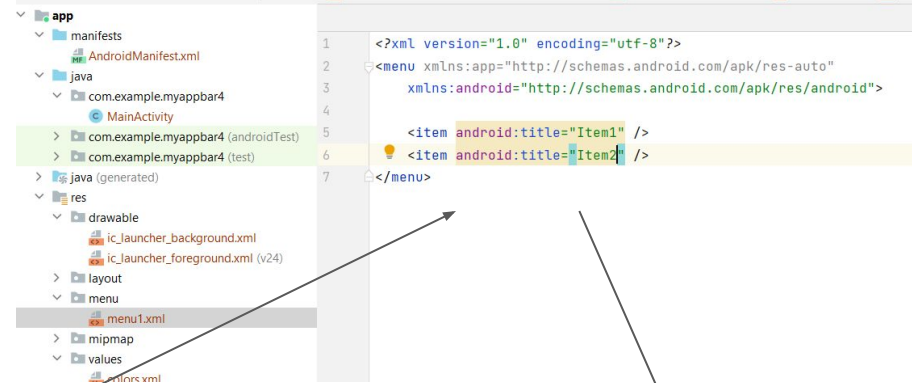 app
manifests
AndroidManifest.xml
java
com.example.myappbar4
MainActivity
com.example.myappbar4 (androidTest)
com.example.myappbar4 (test)
java (generated)
res
drawable
ic_launcher_background.xml
ic_launcher_foreground.xml (v24)
layout
menu
menu1.xml
mipmap
values
colors.xml
1 <?xml version="1.0" encoding="utf-8"?>
2 <menu xmlns:app="http://schemas.android.com/apk/res-auto"
3 xmlns:android="http://schemas.android.com/apk/res/android">
4
5 <item android:title="Item1" />
6 <item android:title="Item2" />
7 </menu>